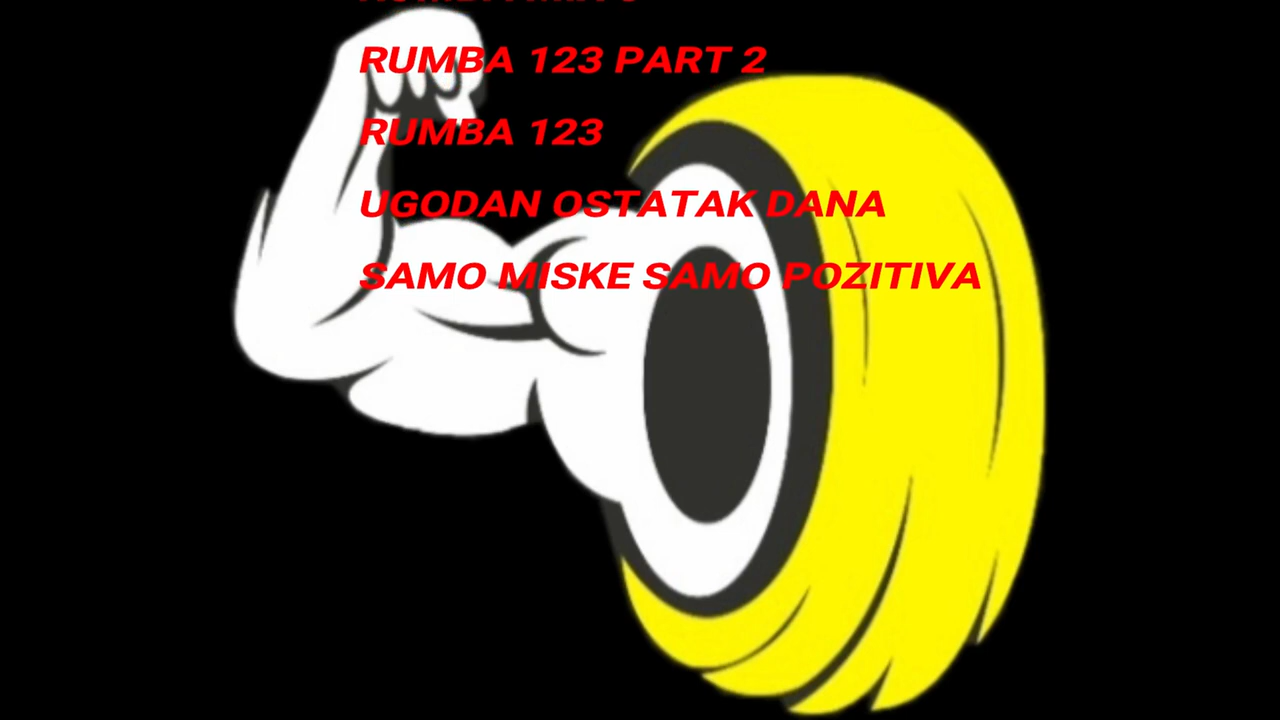 RUMBA 123 PART 2
RUMBA 123
UGODAN OSTATAK DANA
SAMO MISKE SAMO POZITIVA